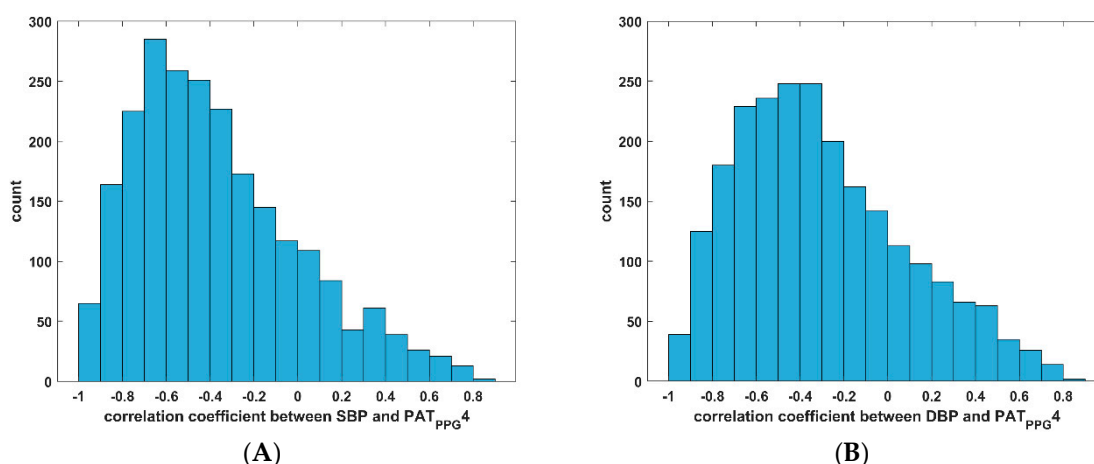 300
250
200
150
100
50
0
count
-1 -0.8 -0.6 -0.4 -0.2 0 0.2 0.4 0.6 0.8
correlation coefficient between SBP and PAT_PPG4
(A)
300
250
200
150
100
50
0
count
-1 -0.8 -0.6 -0.4 -0.2 0 0.2 0.4 0.6 0.8
correlation coefficient between DBP and PAT_PPG4
(B)